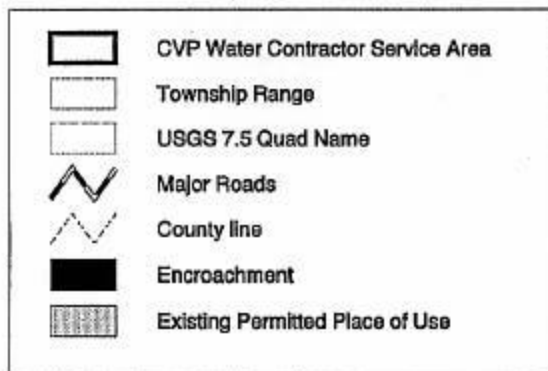 CVP Water Contractor Service Area
Township Range
USGS 7.5 Quad Name
Major Roads
County line
Encroachment
Existing Permitted Place of Use